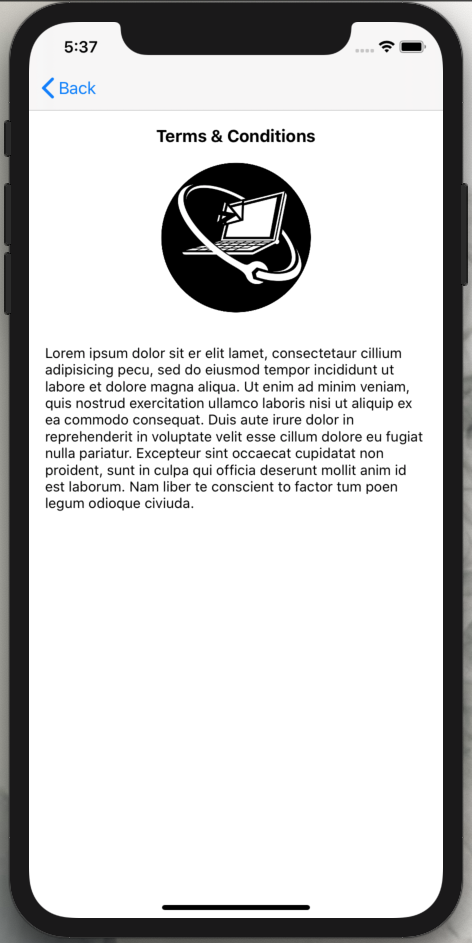 5:37
Back
Terms & Conditions
Lorem ipsum dolor sit er elit lamet, consectetaur cillium
adipisicing pecu, sed do eiusmod tempor incididunt ut
labore et dolore magna aliqua. Ut enim ad minim veniam,
quis nostrud exercitation ullamco laboris nisi ut aliquip ex
ea commodo consequat. Duis aute irure dolor in
reprehenderit in voluptate velit esse cillum dolore eu fugiat
nulla pariatur. Excepteur sint occaecat cupidatat non
proident, sunt in culpa qui officia deserunt mollit anim id
est laborum. Nam liber te conscient to factor tum poen
legum odioque civiuda.